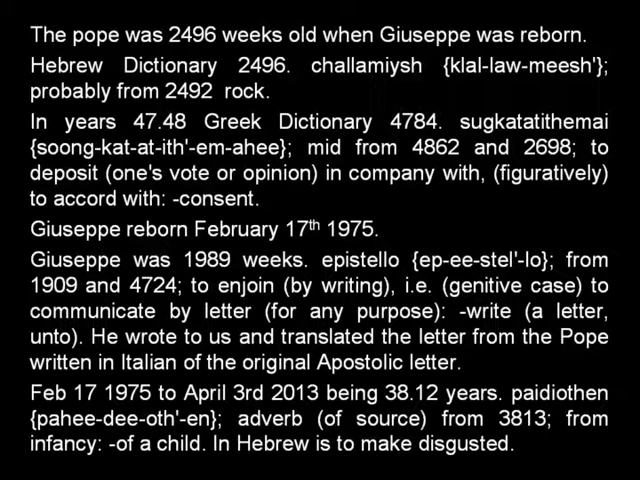 The pope was 2496 weeks old when Giuseppe was reborn.
Hebrew Dictionary 2496. challamiysh {klal-law-meesh'};
probably from 2492 rock.
In years 47.48 Greek Dictionary 4784. sugkatatithemai
{soong-kat-at-ith'-em-ahee}; mid from 4862 and 2698; to
deposit (one's vote or opinion) in company with, (figuratively)
to accord with: -consent.
Giuseppe reborn February 17th 1975.
Giuseppe was 1989 weeks. epistello {ep-ee-stel'-lo}; from
1909 and 4724; to enjoin (by writing), i.e. (genitive case) to
communicate by letter (for any purpose): -write (a letter,
unto). He wrote to us and translated the letter from the Pope
written in Italian of the original Apostolic letter.
Feb 17 1975 to April 3rd 2013 being 38.12 years. paidiothen
{pahee-dee-oth'-en}; adverb (of source) from 3813; from
infancy: -of a child. In Hebrew is to make disgusted.